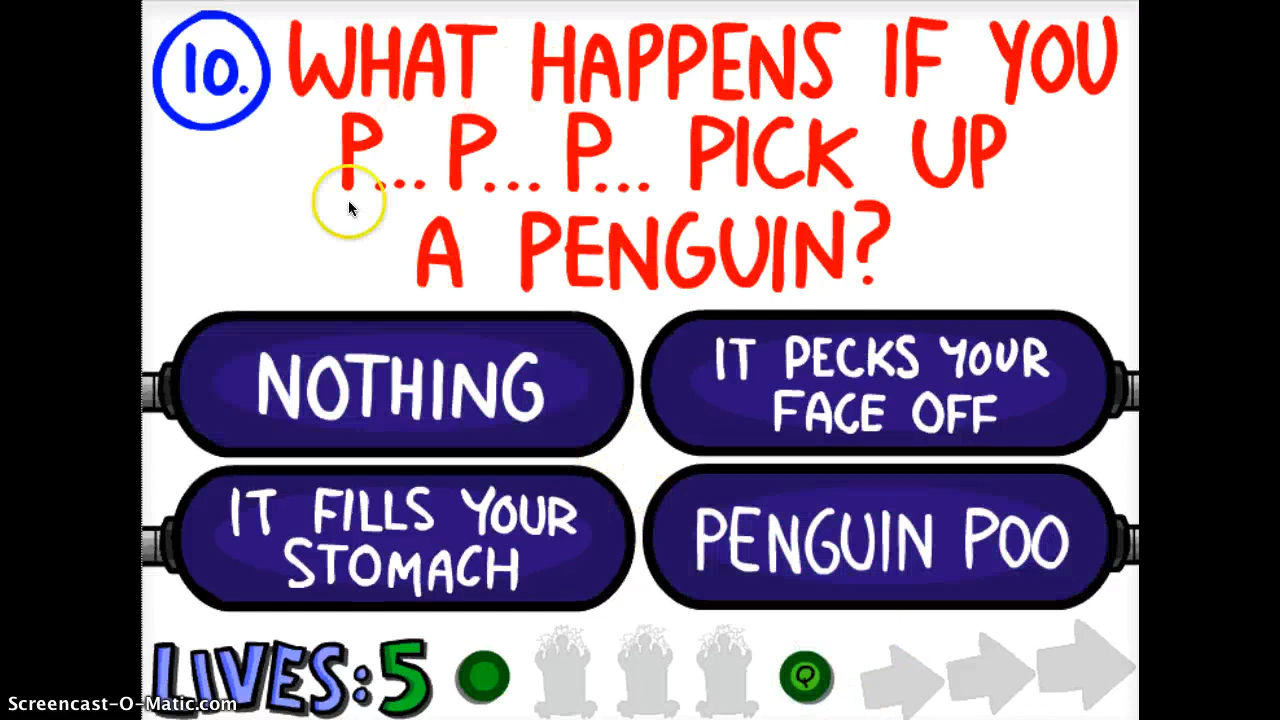 10. WHAT HAPPENS IF YOU
P... P... P... PICK UP
A PENGUIN?
NOTHING
IT PECKS YOUR
FACE OFF
IT FILLS YOUR
STOMACH
PENGUIN POO
LIVES:5
Screencast-O-Matic.com